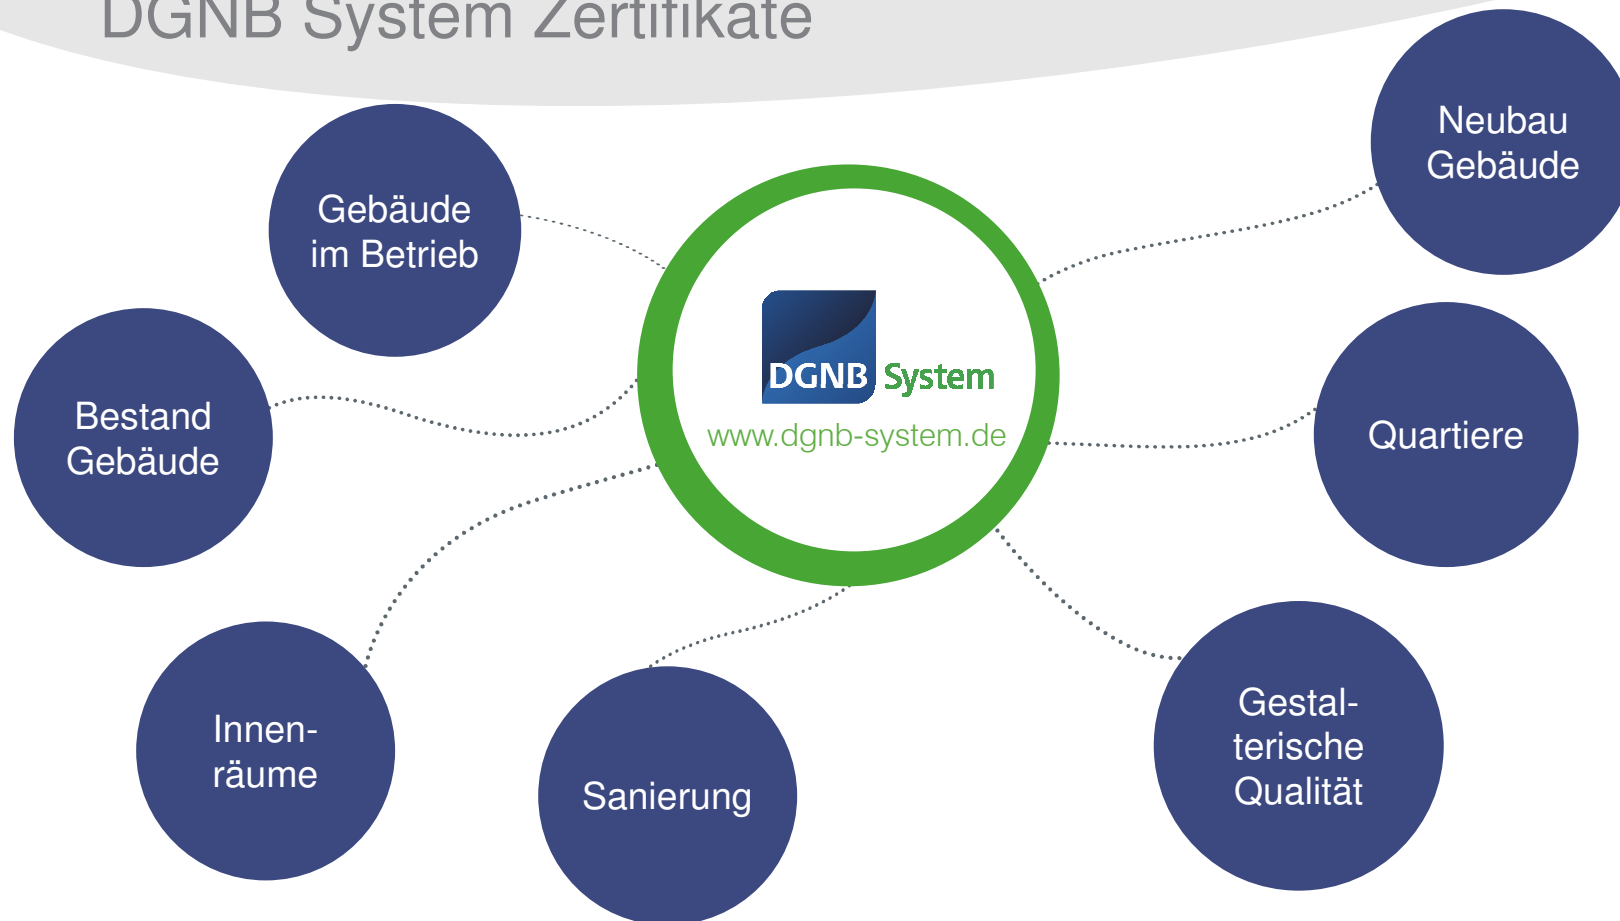 DGNB System Zertifikate
Neubau
Gebäude
Gebäude
im Betrieb
DGNB System
www.dgnb-system.de
Bestand
Gebäude
Quartiere
Innen-
räume
Sanierung
Gestal-
terische
Qualität